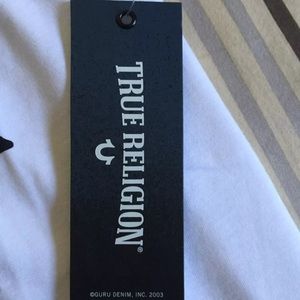 TRUE RELIGION®
©GURU DENIM, INC. 2003